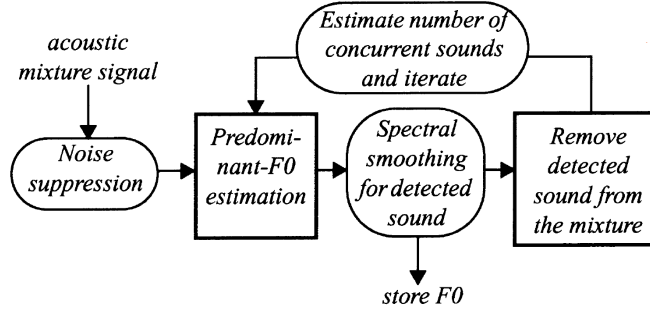 Estimate number of
concurrent sounds
and iterate
acoustic
mixture signal
Noise
suppression
Predomi-
nant-F0
estimation
Spectral
smoothing
for detected
sound
Remove
detected
sound from
the mixture
store F0